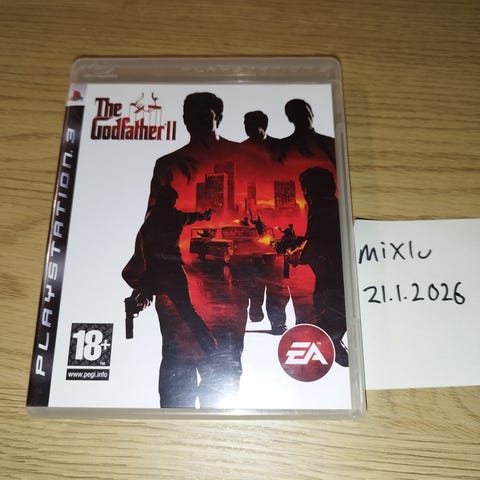 The
Godfather II
PLAYSTATION 3
18+
www.pegi.info
EA
mixlu
21.1.2026